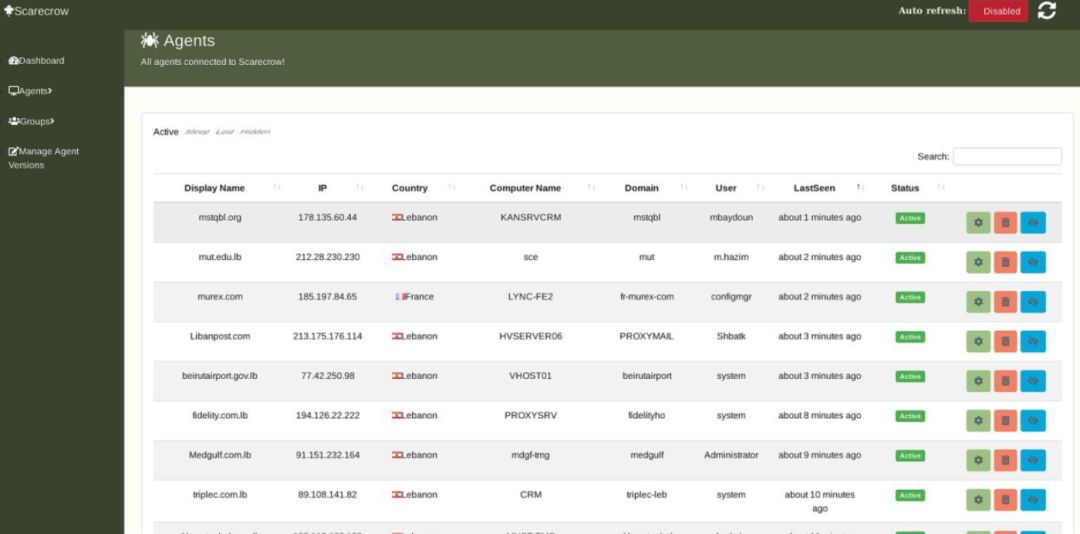 Scarecrow
Auto refresh: Disabled
Agents
All agents connected to Scarecrow!
Dashboard
Agents
Groups
Manage Agent
Versions
Active Sleep Lost Hidden
Search:
Display Name IP Country Computer Name Domain User LastSeen Status
mstqbl.org 178.135.60.44 Lebanon KANSRVCRM mstqbl mbaydoun about 1 minutes ago Active
mut.edu.lb 212.28.230.230 Lebanon sce mut m.hazim about 2 minutes ago Active
murex.com 185.197.84.65 France LYNC-FE2 fr-murex-com configmgr about 2 minutes ago Active
Libanpost.com 213.175.176.114 Lebanon HVSERVER06 PROXYMAIL Shbatk about 3 minutes ago Active
beirutairport.gov.lb 77.42.250.98 Lebanon VHOST01 beirutairport system about 3 minutes ago Active
fidelity.com.lb 194.126.22.222 Lebanon PROXYSRV fidelityho system about 8 minutes ago Active
Medgulf.com.lb 91.151.232.164 Lebanon mdgf-tmg medgulf Administrator about 9 minutes ago Active
triplec.com.lb 89.108.141.82 Lebanon CRM triplec-leb system about 10 minutes
ago Active